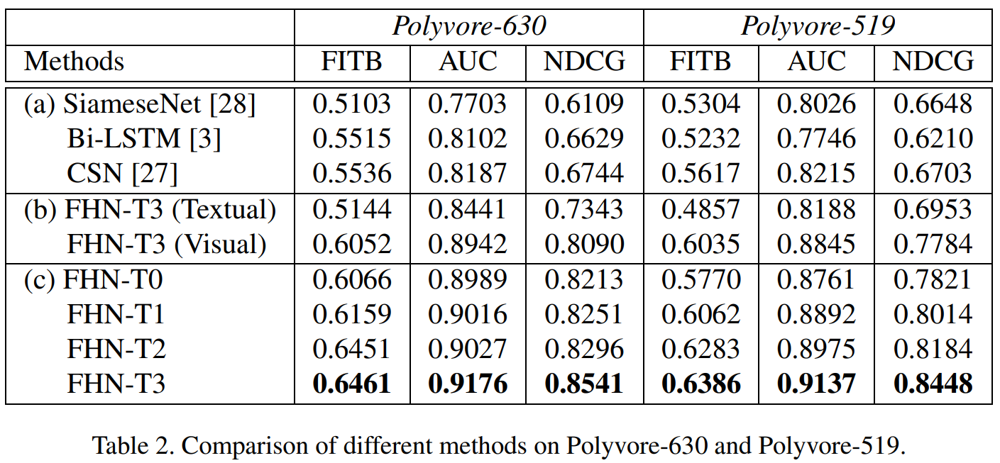 Polyvore-630 Polyvore-519
Methods FITB AUC NDCG FITB AUC NDCG
(a) SiameseNet [28] 0.5103 0.7703 0.6109 0.5304 0.8026 0.6648
Bi-LSTM [3] 0.5515 0.8102 0.6629 0.5232 0.7746 0.6210
CSN [27] 0.5536 0.8187 0.6744 0.5617 0.8215 0.6703
(b) FHN-T3 (Textual) 0.5144 0.8441 0.7343 0.4857 0.8188 0.6953
FHN-T3 (Visual) 0.6052 0.8942 0.8090 0.6035 0.8845 0.7784
(c) FHN-T0 0.6066 0.8989 0.8213 0.5770 0.8761 0.7821
FHN-T1 0.6159 0.9016 0.8251 0.6062 0.8892 0.8014
FHN-T2 0.6451 0.9027 0.8296 0.6283 0.8975 0.8184
FHN-T3 0.6461 0.9176 0.8541 0.6386 0.9137 0.8448
Table 2. Comparison of different methods on Polyvore-630 and Polyvore-519.